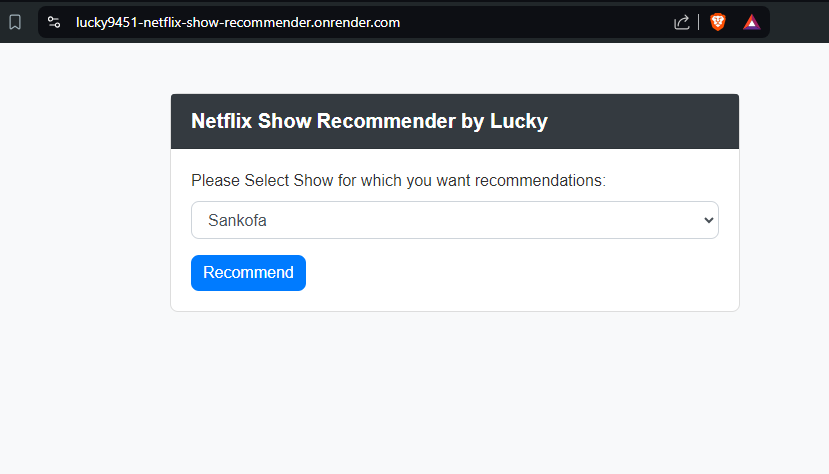 lucky9451-netflix-show-recommender.onrender.com
Netflix Show Recommender by Lucky
Please Select Show for which you want recommendations:
Sankofa
Recommend